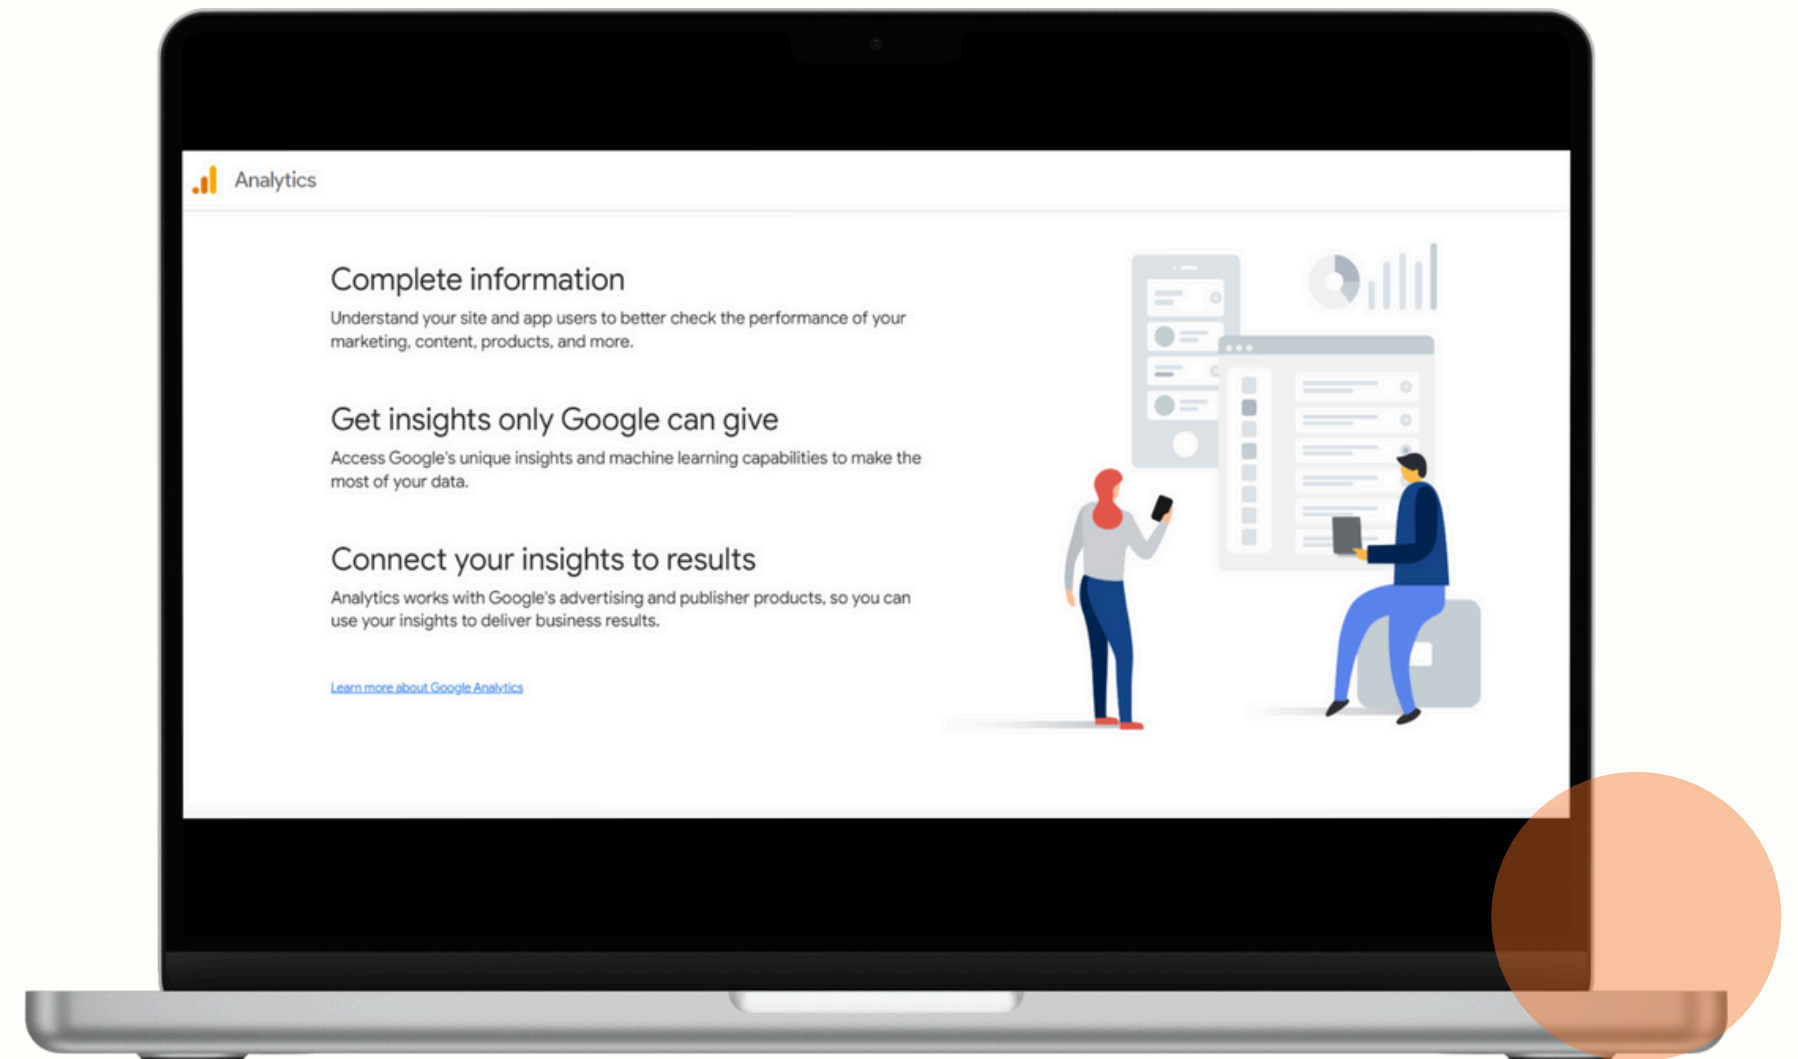 Analytics
Complete information
Understand your site and app users to better check the performance of your
marketing, content, products, and more.
Get insights only Google can give
Access Google's unique insights and machine learning capabilities to make the
most of your data.
Connect your insights to results
Analytics works with Google's advertising and publisher products, so you can
use your insights to deliver business results.
Learn more about Google Analytics